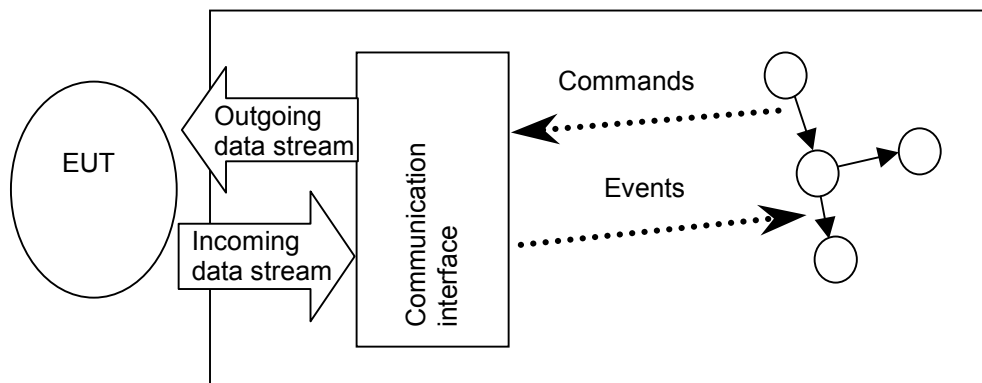 EUT
Outgoing
data stream
Incoming
data stream
Communication
interface
Commands
Events